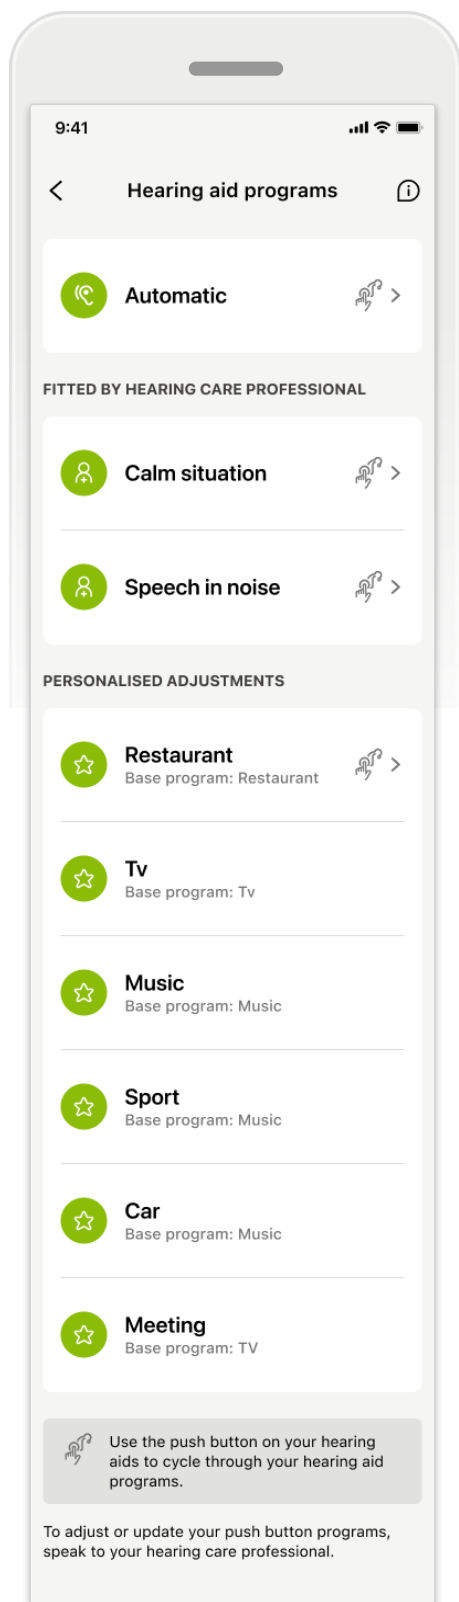 9:41
Hearing aid programs
Automatic
FITTED BY HEARING CARE PROFESSIONAL
Calm situation
Speech in noise
PERSONALISED ADJUSTMENTS
Restaurant
Base program: Restaurant
Tv
Base program: Tv
Music
Base program: Music
Sport
Base program: Music
Car
Base program: Music
Meeting
Base program: TV
Use the push button on your hearing
aids to cycle through your hearing aid
programs.
To adjust or update your push button programs,
speak to your hearing care professional.